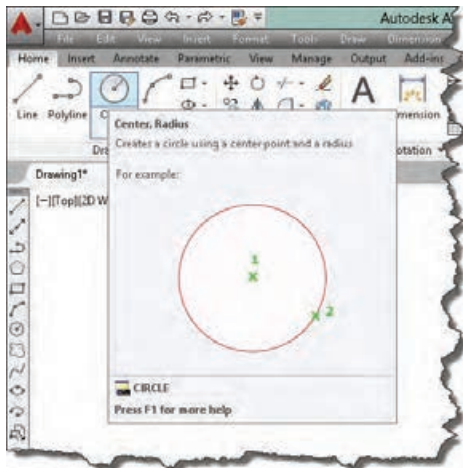 Autodesk A
File Edit View Insert Format Tools Draw Dimension
Home Insert Annotate Parametric View Manage Output Add-ins
A
Line Polyline C mension
Dra otation
Center, Radius
Creates a circle using a center point and a radius
For example:
Drawing1*
[−][Top][2D W
1
2
CIRCLE
Press F1 for more help